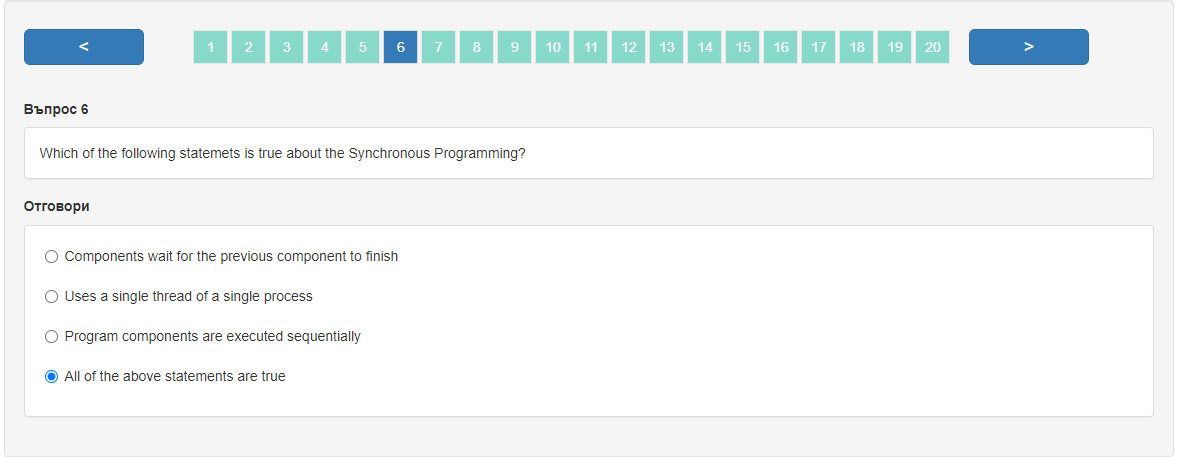 < 1 2 3 4 5 6 7 8 9 10 11 12 13 14 15 16 17 18 19 20 >
Въпрос 6
Which of the following statemets is true about the Synchronous Programming?
Отговори
Components wait for the previous component to finish
Uses a single thread of a single process
Program components are executed sequentially
All of the above statements are true